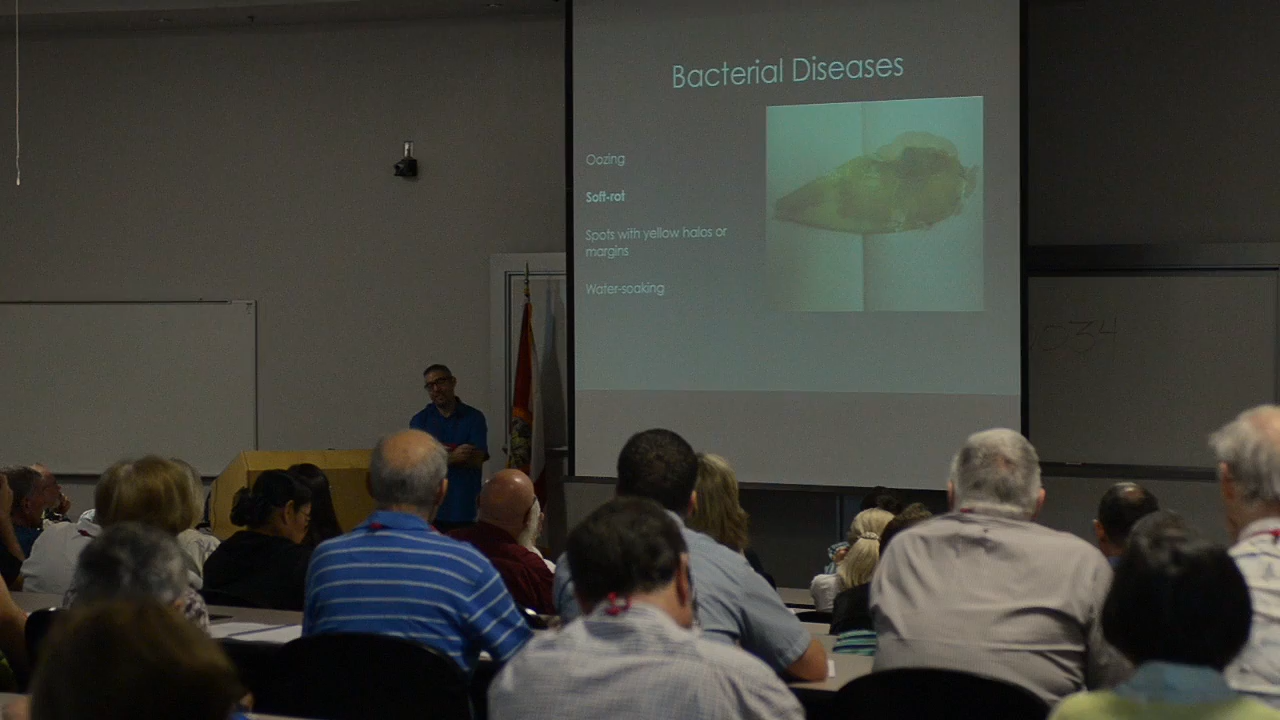 Bacterial Diseases
Oozing
Soft-rot
Spots with yellow halos or
margins
Water-soaking